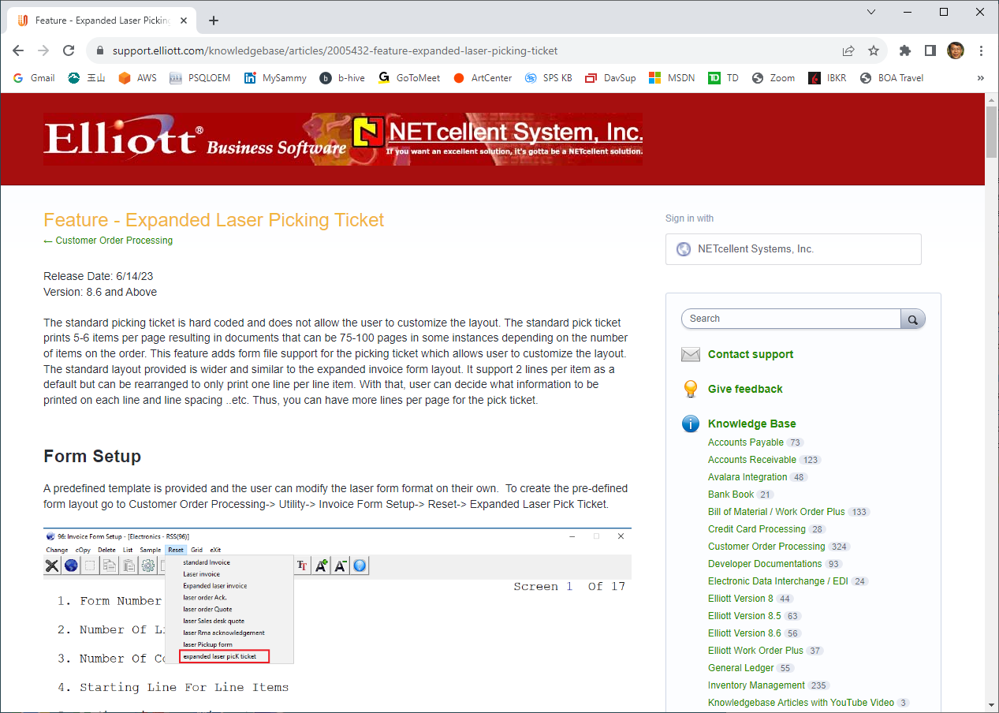 Feature - Expanded Laser Picking
support.elliott.com/knowledgebase/articles/2005432-feature-expanded-laser-picking-ticket
Gmail
玉山
AWS
PSQLOEM
MySammy
b-hive
GoToMeet
ArtCenter
SPS KB
DavSup
MSDN
TD
Zoom
IBKR
BOA Travel
»
Elliott® Business Software
NETcellent System, Inc.
If you want an excellent solution, it's gotta be a NETcellent solution.
Feature - Expanded Laser Picking Ticket
← Customer Order Processing
Release Date: 6/14/23
Version: 8.6 and Above
The standard picking ticket is hard coded and does not allow the user to customize the layout. The standard pick ticket
prints 5-6 items per page resulting in documents that can be 75-100 pages in some instances depending on the number
of items on the order. This feature adds form file support for the picking ticket which allows user to customize the layout.
The standard layout provided is wider and similar to the expanded invoice form layout. It support 2 lines per item as a
default but can be rearranged to only print one line per line item. With that, user can decide what information to be
printed on each line and line spacing ..etc. Thus, you can have more lines per page for the pick ticket.
Form Setup
A predefined template is provided and the user can modify the laser form format on their own.  To create the pre-defined
form layout go to Customer Order Processing-> Utility-> Invoice Form Setup-> Reset-> Expanded Laser Pick Ticket.
96: Invoice Form Setup - [Electronics - RSS(96)]
Change cOpy Delete List Sample Reset Grid eXit
standard Invoice
Laser invoice
Expanded laser invoice
laser order Ack.
laser order Quote
laser Sales desk quote
laser Rma acknowledgement
laser Pickup form
expanded laser picK ticket
Screen 1 Of 17
1. Form Number
2. Number Of Li
3. Number Of Co
4. Starting Line For Line Items
Sign in with
NETcellent Systems, Inc.
Search
Contact support
Give feedback
Knowledge Base
Accounts Payable 73
Accounts Receivable 123
Avalara Integration 48
Bank Book 21
Bill of Material / Work Order Plus 133
Credit Card Processing 28
Customer Order Processing 324
Developer Documentations 93
Electronic Data Interchange / EDI 24
Elliott Version 8 44
Elliott Version 8.5 63
Elliott Version 8.6 56
Elliott Work Order Plus 37
General Ledger 55
Inventory Management 235
Knowledgebase Articles with YouTube Video 3